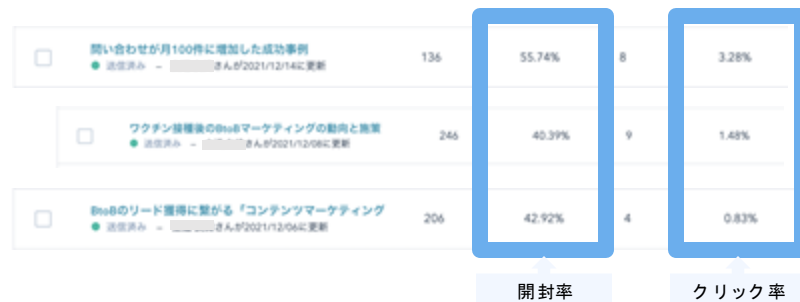 問い合わせが月100件に増加した成功事例
136
55.74%
8
3.28%
送信済み － さんが2021/12/14に更新
ワクチン接種後のBtoBマーケティングの動向と施策
246
40.39%
9
1.48%
送信済み － さんが2021/12/08に更新
BtoBのリード獲得に繋がる「コンテンツマーケティング
206
42.92%
4
0.83%
送信済み － さんが2021/12/06に更新
開封率
クリック率